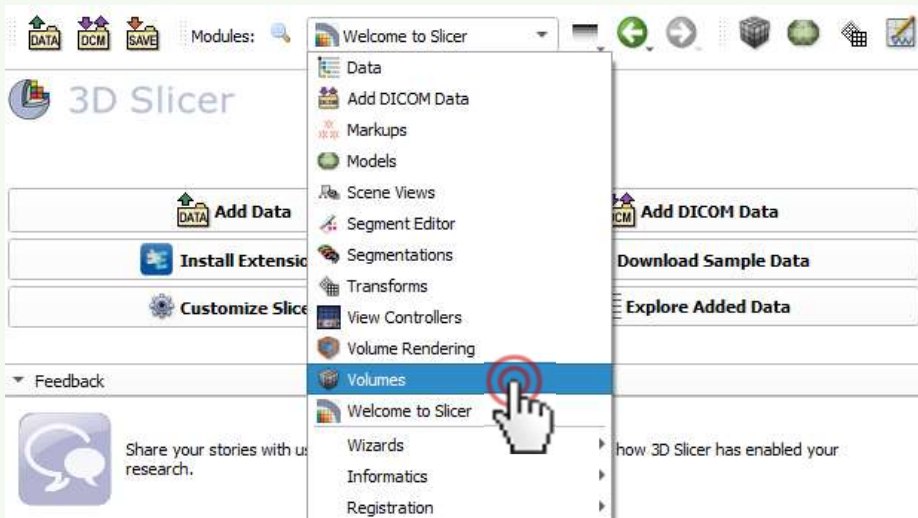 DATA DCM SAVE Modules: Welcome to Slicer
Data
3D Slicer
Add DICOM Data
Markups
Models
Scene Views
Add Data
Add DICOM Data
Segment Editor
Install Extensio
Segmentations
Download Sample Data
Transforms
Customize Slice
View Controllers
Explore Added Data
Volume Rendering
Feedback
Volumes
Welcome to Slicer
Share your stories with us
how 3D Slicer has enabled your
research.
Wizards
Informatics
Registration